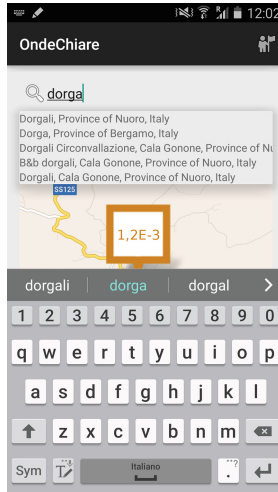 12:02
OndeChiare
dorga
Dorgali, Province of Nuoro, Italy
Dorga, Province of Bergamo, Italy
Dorgali Circonvallazione, Cala Gonone, Province of Nu
B&b dorgali, Cala Gonone, Province of Nuoro, Italy
Dorgali, Cala Gonone, Province of Nuoro, Italy
SS125
1,2E-3
dorgali dorga dorgal
1 2 3 4 5 6 7 8 9 0
q w e r t y u i o p
a s d f g h j k l
z x c v b n m
Sym T Italiano . ...?